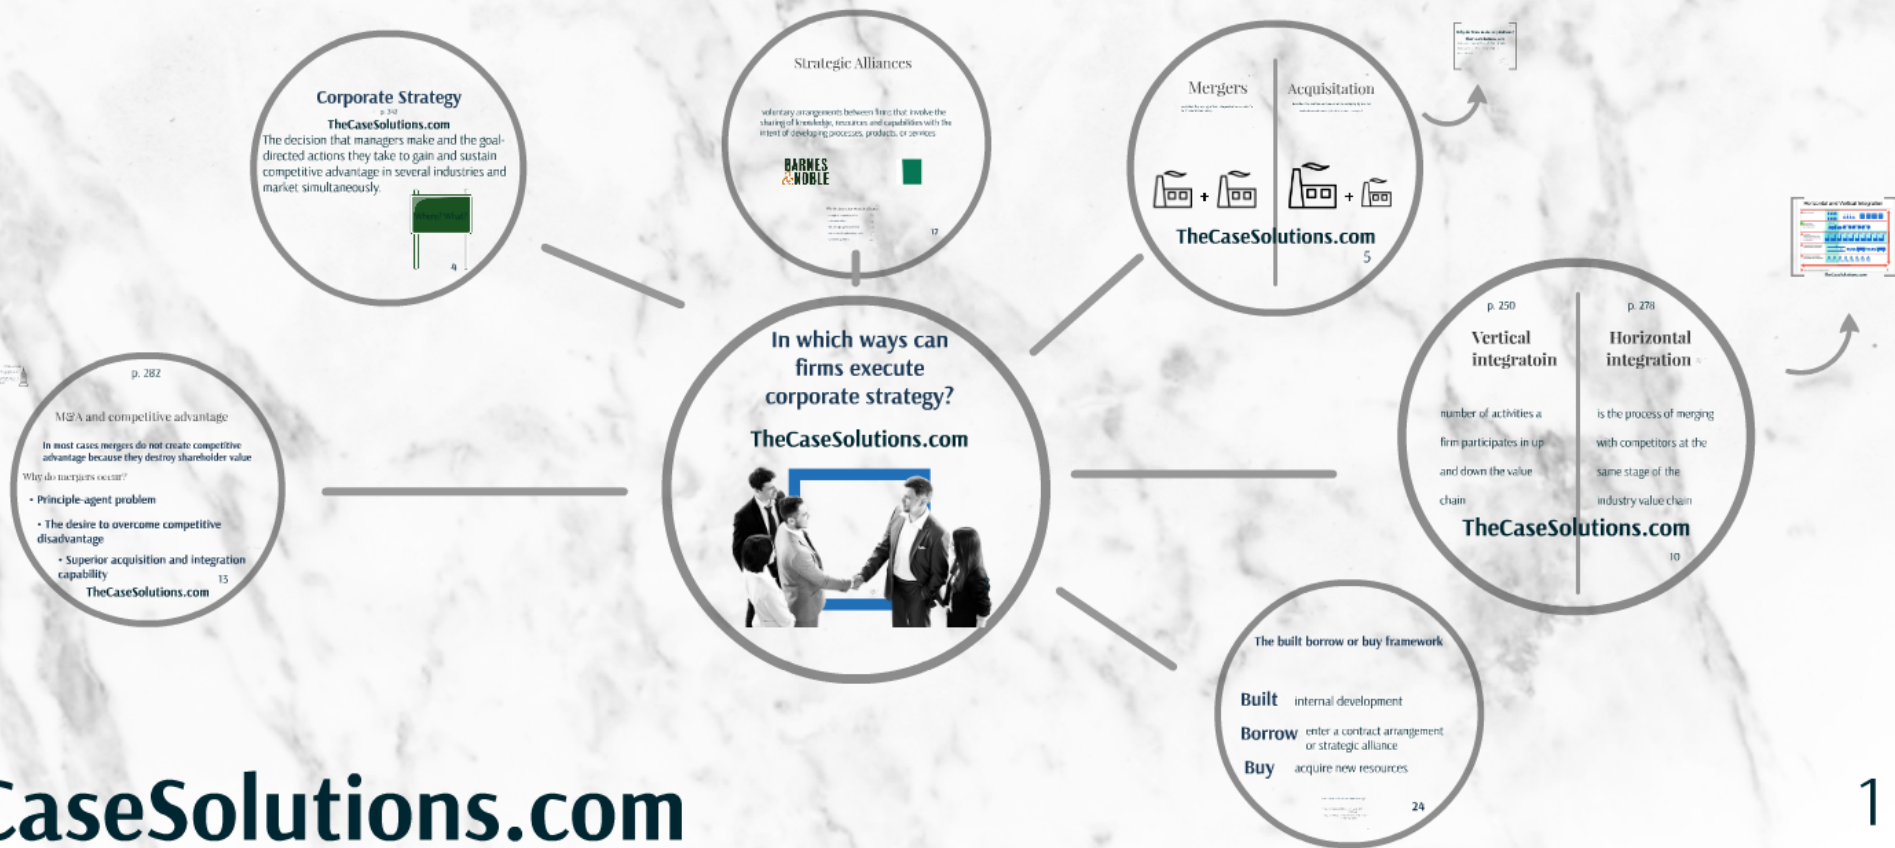 Corporate Strategy
TheCaseSolutions.com
The decision that managers make and the goal-
directed actions they take to gain and sustain
competitive advantage in several industries and
market simultaneously.
4
Strategic Alliances
voluntary arrangements between firms that involve the
sharing of knowledge, resources and capabilities with the
intent of developing processes, products, or services
BARNES
&NOBLE
12
Mergers
Acquisitation
+
+
TheCaseSolutions.com
5
Horizontal and Vertical Integration
TheCaseSolutions.com
p. 250
Vertical
integratoin
number of activities a
firm participates in up
and down the value
chain
p. 278
Horizontal
integration
is the process of merging
with competitors at the
same stage of the
industry value chain
TheCaseSolutions.com
10
p. 282
M&A and competitive advantage
In most cases mergers do not create competitive
advantage because they destroy shareholder value
Why do mergers occur?
• Principle-agent problem
• The desire to overcome competitive
disadvantage
• Superior acquisition and integration
capability
13
TheCaseSolutions.com
In which ways can
firms execute
corporate strategy?
TheCaseSolutions.com
The built borrow or buy framework
Built internal development
Borrow enter a contract arrangement
or strategic alliance
Buy acquire new resources
24
CaseSolutions.com
1